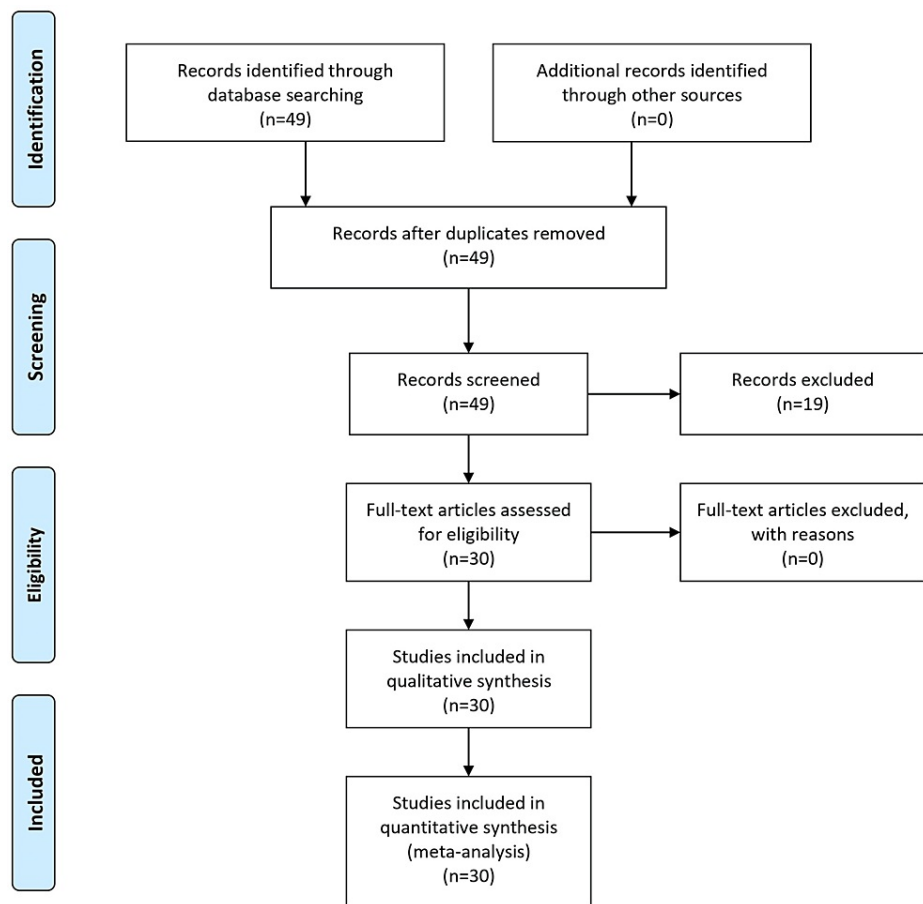 Identification
Records identified through
database searching
(n=49)
Additional records identified
through other sources
(n=0)
Records after duplicates removed
(n=49)
Screening
Records screened
(n=49)
Records excluded
(n=19)
Eligibility
Full-text articles assessed
for eligibility
(n=30)
Full-text articles excluded,
with reasons
(n=0)
Studies included in
qualitative synthesis
(n=30)
Included
Studies included in
quantitative synthesis
(meta-analysis)
(n=30)